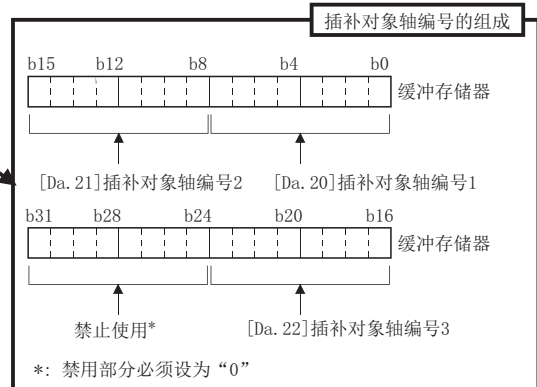 插补对象轴编号的组成
b15 b12 b8 b4 b0
缓冲存储器
[Da.21]插补对象轴编号2 [Da.20]插补对象轴编号1
b31 b28 b24 b20 b16
缓冲存储器
禁止使用* [Da.22]插补对象轴编号3
*: 禁用部分必须设为“0”